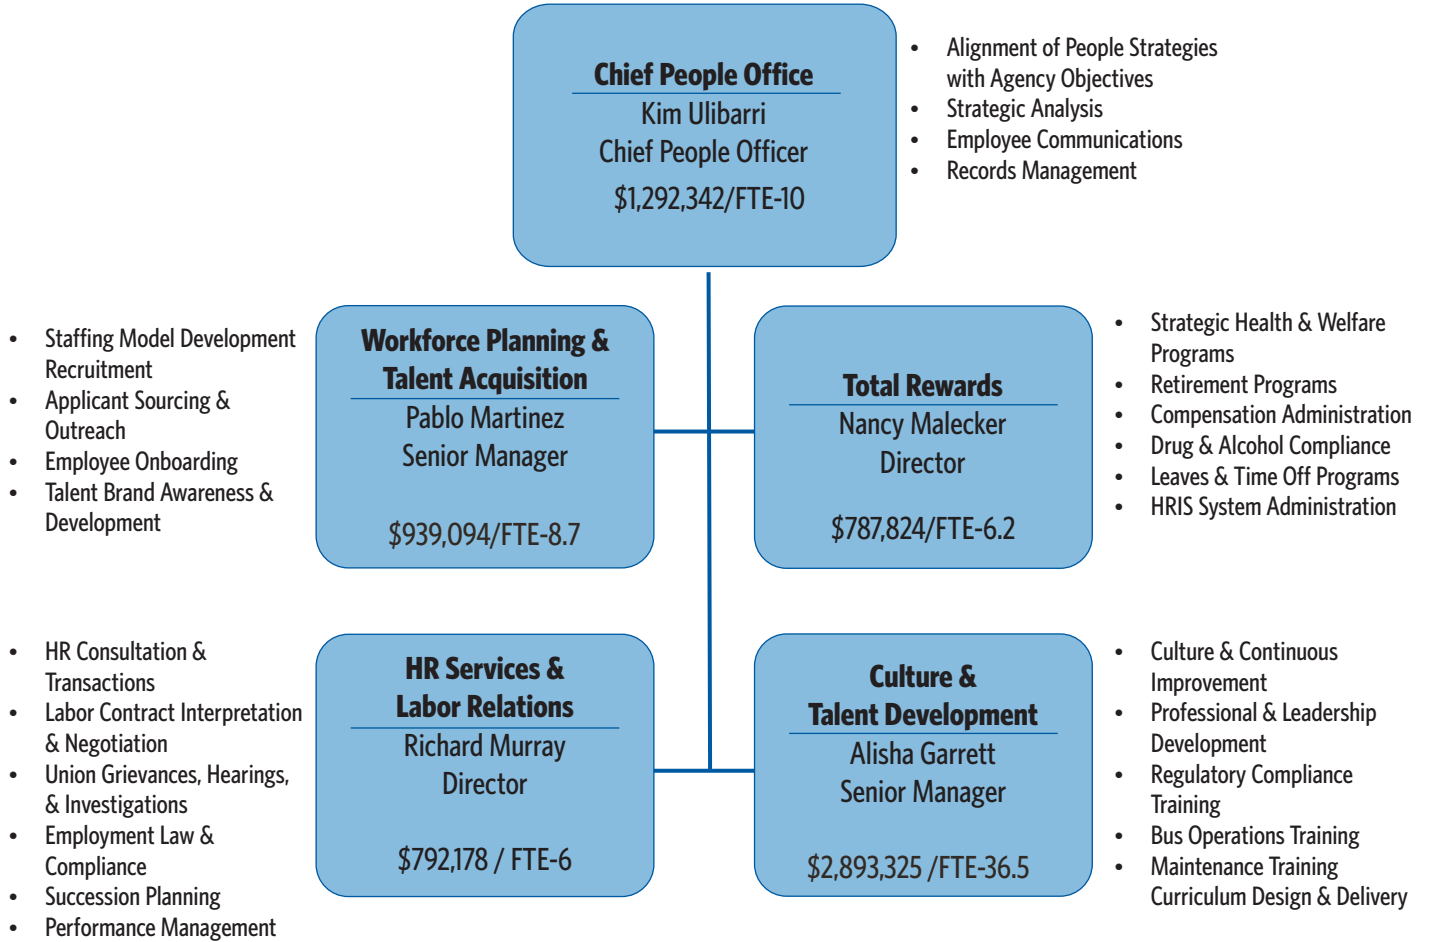 Chief People Office
Kim Ulibarri
Chief People Officer
$1,292,342/FTE-10
• Alignment of People Strategies
with Agency Objectives
• Strategic Analysis
• Employee Communications
• Records Management
• Staffing Model Development
Recruitment
• Applicant Sourcing &
Outreach
• Employee Onboarding
• Talent Brand Awareness &
Development
Workforce Planning &
Talent Acquisition
Pablo Martinez
Senior Manager
$939,094/FTE-8.7
Total Rewards
Nancy Malecker
Director
$787,824/FTE-6.2
• Strategic Health & Welfare
Programs
• Retirement Programs
• Compensation Administration
• Drug & Alcohol Compliance
• Leaves & Time Off Programs
• HRIS System Administration
• HR Consultation &
Transactions
• Labor Contract Interpretation
& Negotiation
• Union Grievances, Hearings,
& Investigations
• Employment Law &
Compliance
• Succession Planning
• Performance Management
HR Services &
Labor Relations
Richard Murray
Director
$792,178 / FTE-6
Culture &
Talent Development
Alisha Garrett
Senior Manager
$2,893,325 /FTE-36.5
• Culture & Continuous
Improvement
• Professional & Leadership
Development
• Regulatory Compliance
Training
• Bus Operations Training
• Maintenance Training
Curriculum Design & Delivery